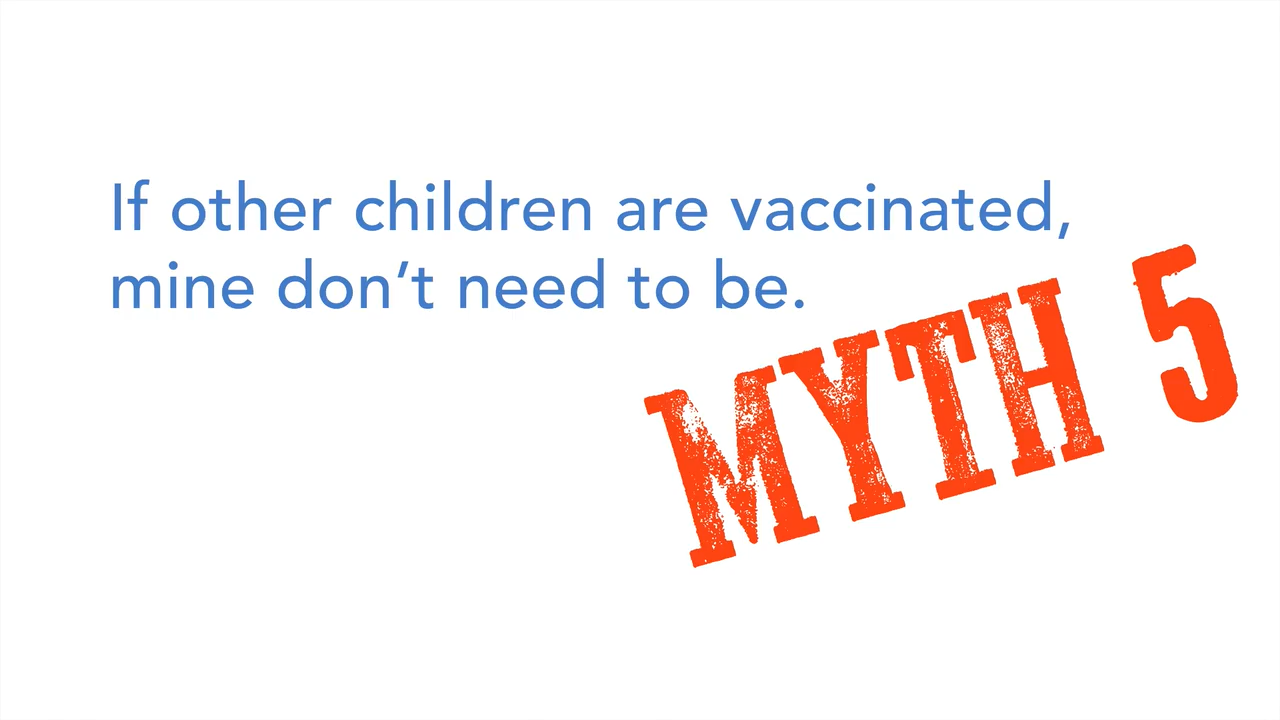 If other children are vaccinated,
mine don’t need to be.
MYTH 5